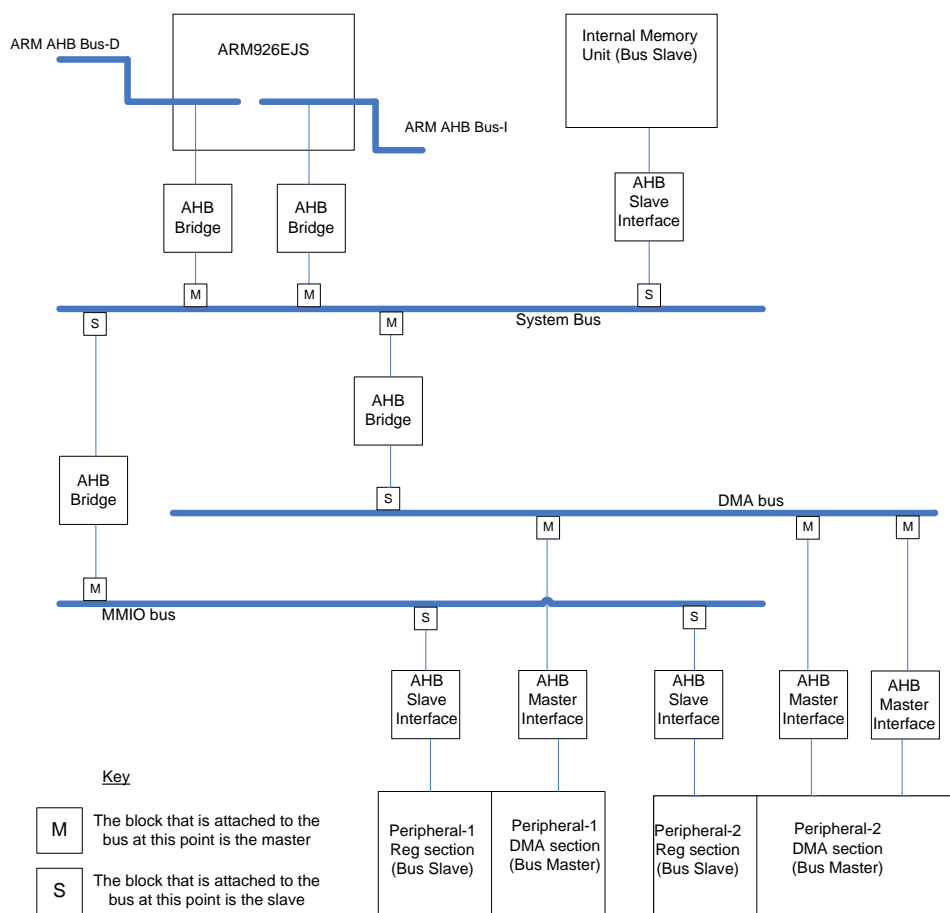 ARM AHB Bus-D
ARM926EJS
Internal Memory
Unit (Bus Slave)
ARM AHB Bus-I
AHB
Bridge
AHB
Bridge
AHB
Slave
Interface
M
M
S
System Bus
S
M
AHB
Bridge
AHB
Bridge
S
DMA bus
M
M
M
M
MMIO bus
S
S
AHB
Slave
Interface
AHB
Master
Interface
AHB
Slave
Interface
AHB
Master
Interface
AHB
Master
Interface
Peripheral-1
Reg section
(Bus Slave)
Peripheral-1
DMA section
(Bus Master)
Peripheral-2
Reg section
(Bus Slave)
Peripheral-2
DMA section
(Bus Master)
Key
M
The block that is attached to the
bus at this point is the master
S
The block that is attached to the
bus at this point is the slave